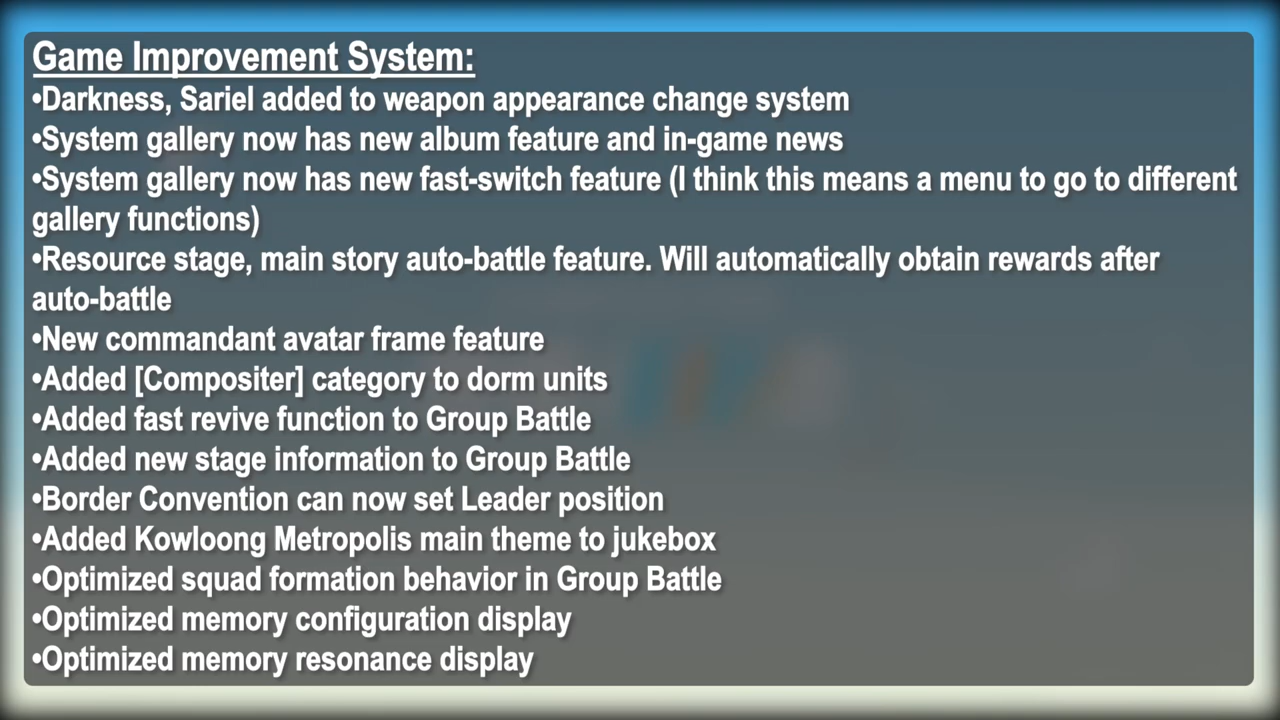 Game Improvement System:
•Darkness, Sariel added to weapon appearance change system
•System gallery now has new album feature and in-game news
•System gallery now has new fast-switch feature (I think this means a menu to go to different
gallery functions)
•Resource stage, main story auto-battle feature. Will automatically obtain rewards after
auto-battle
•New commandant avatar frame feature
•Added [Compositer] category to dorm units
•Added fast revive function to Group Battle
•Added new stage information to Group Battle
•Border Convention can now set Leader position
•Added Kowloong Metropolis main theme to jukebox
•Optimized squad formation behavior in Group Battle
•Optimized memory configuration display
•Optimized memory resonance display